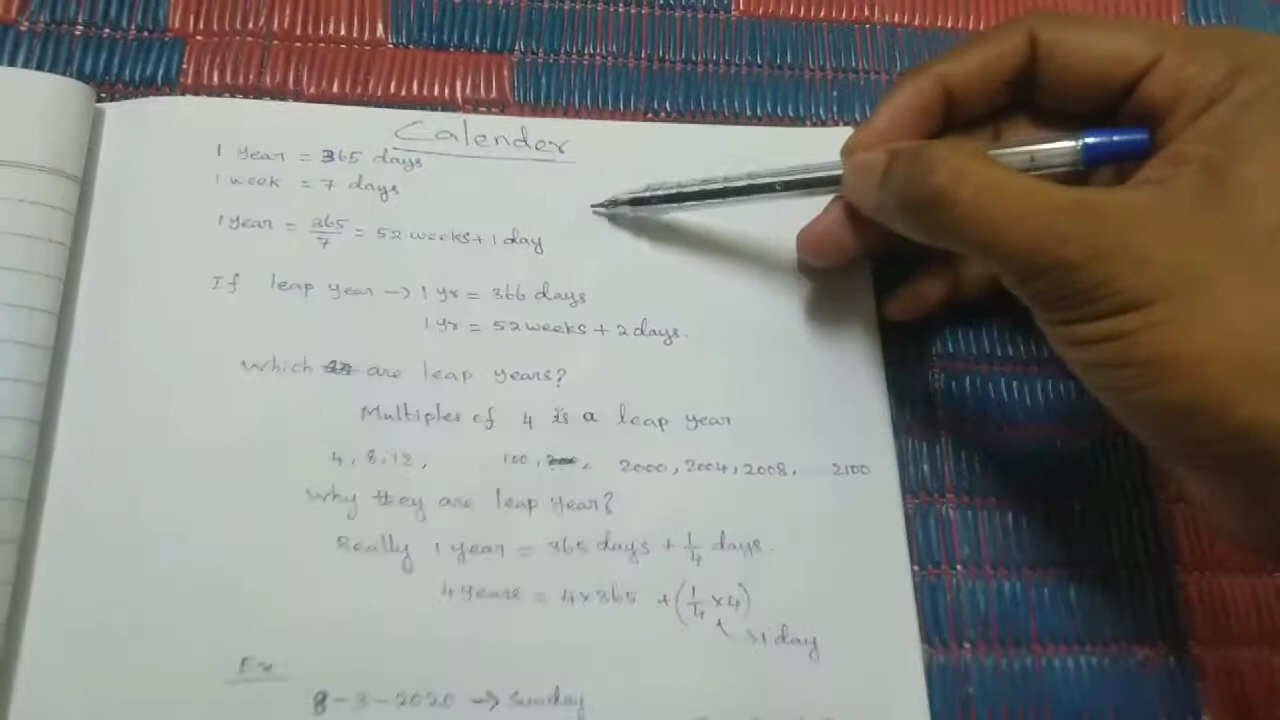 Calender
1 Year = 365 days
1 week = 7 days
1 Year = 365/7 = 52 weeks + 1 day
If leap year → 1 yr = 366 days
1 yr = 52 weeks + 2 days.
Which are leap years?
Multiples of 4 is a leap year
4, 8, 12, 100, 2000, 2004, 2008, 2100
Why they are leap year?
Really 1 year = 365 days + 1/4 days.
4 years = 4 × 365 + (1/4 × 4)
→ 1 day
Ex
8-3-2020 → Sunday